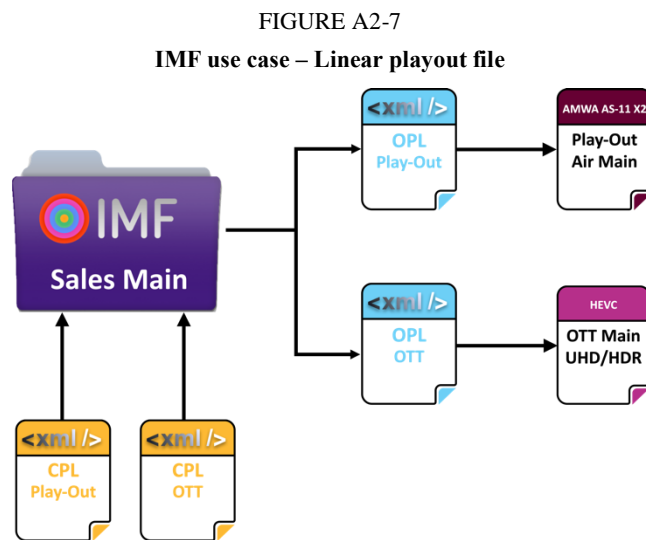 FIGURE A2-7
IMF use case – Linear playout file
<xml />
OPL
Play-Out
AMWA AS-11 X2
Play-Out
Air Main
IMF
Sales Main
<xml />
OPL
OTT
HEVC
OTT Main
UHD/HDR
<xml />
CPL
Play-Out
<xml />
CPL
OTT